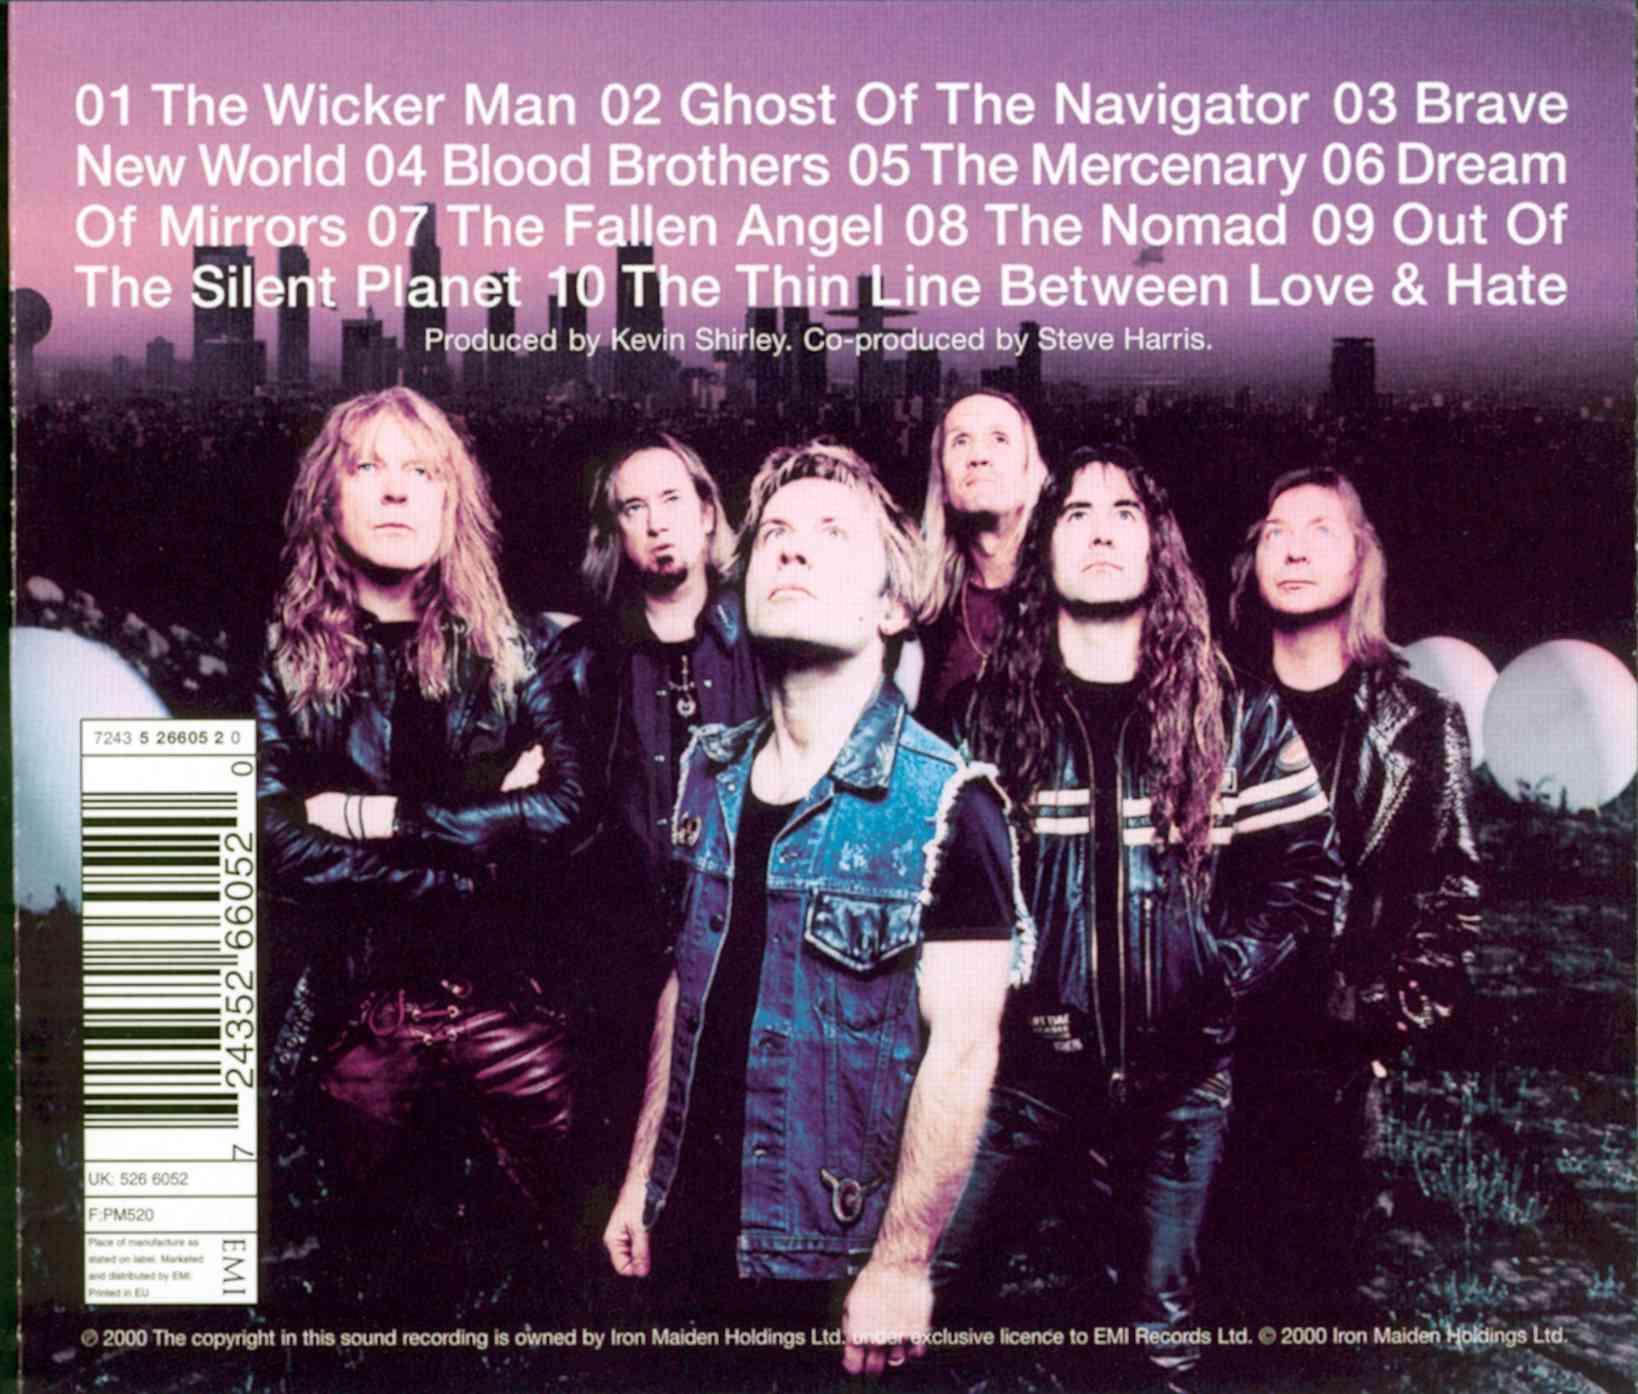 01 The Wicker Man 02 Ghost Of The Navigator 03 Brave
New World 04 Blood Brothers 05 The Mercenary 06 Dream
Of Mirrors 07 The Fallen Angel 08 The Nomad 09 Out Of
The Silent Planet 10 The Thin Line Between Love & Hate
Produced by Kevin Shirley. Co-produced by Steve Harris.
7243 5 26605 2 0
7 24352 66052 0
UK: 526 6052
F:PM520
Place of manufacture as
stated on label. Marketed
and distributed by EMI.
Printed in EU
EMI
℗ 2000 The copyright in this sound recording is owned by Iron Maiden Holdings Ltd. under exclusive licence to EMI Records Ltd. © 2000 Iron Maiden Holdings Ltd.